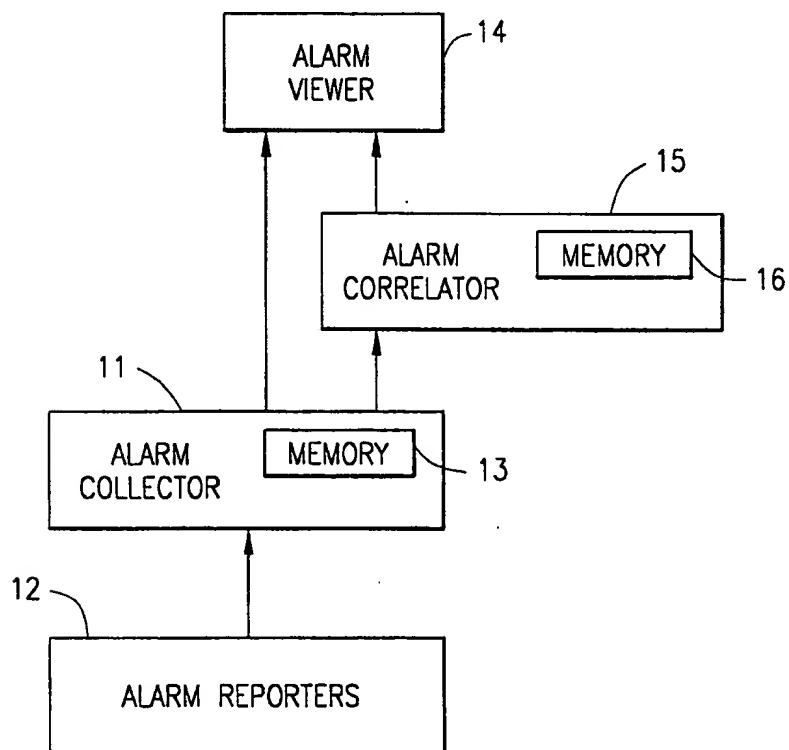 ALARM
VIEWER
14
15
ALARM
CORRELATOR
MEMORY
16
11
ALARM
COLLECTOR
MEMORY
13
12
ALARM REPORTERS